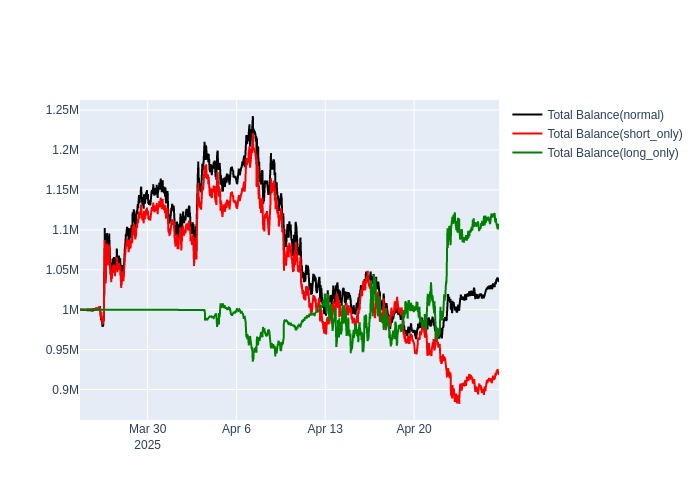 1.25M
1.2M
1.15M
1.1M
1.05M
1M
0.95M
0.9M
Mar 30
2025
Apr 6
Apr 13
Apr 20
Total Balance(normal)
Total Balance(short_only)
Total Balance(long_only)